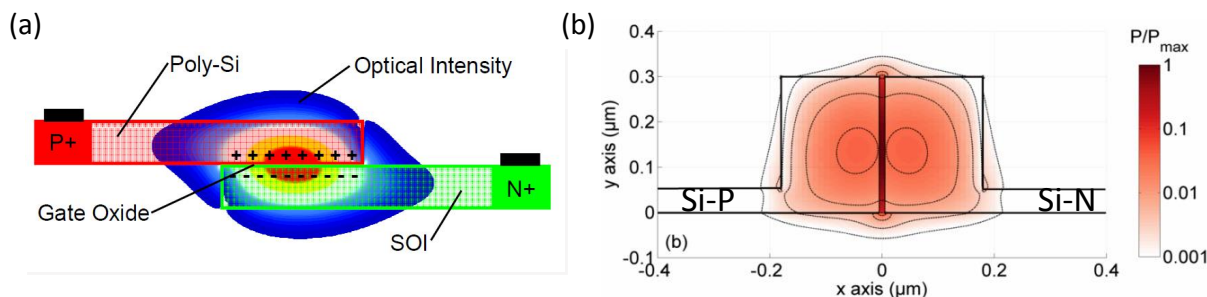 (a)
Poly-Si
Optical Intensity
P+
+ + + + + + + +
- - - - - - - - - -
N+
Gate Oxide
SOI
(b)
0.4
0.3
0.2
0.1
0
-0.1
y axis (μm)
Si-P
Si-N
(b)
-0.4
-0.2
0
0.2
0.4
x axis (μm)
P/Pmax
1
0.1
0.01
0.001